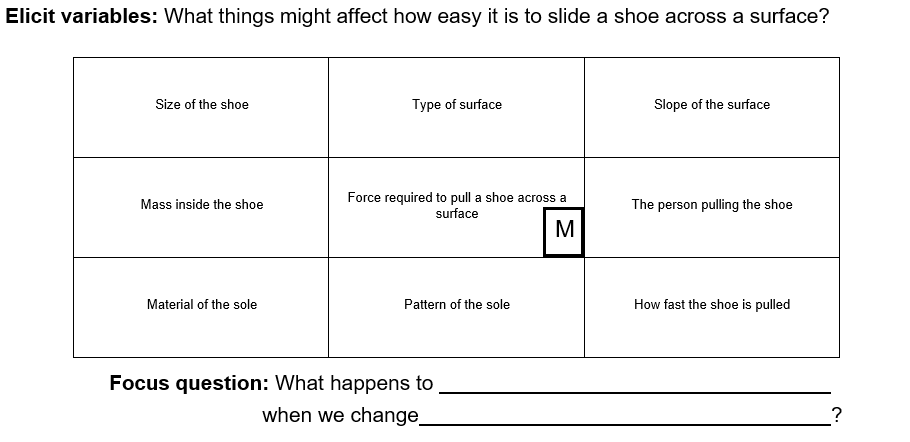 Elicit variables: What things might affect how easy it is to slide a shoe across a surface?
Size of the shoe
Type of surface
Slope of the surface
Mass inside the shoe
Force required to pull a shoe across a
surface
M
The person pulling the shoe
Material of the sole
Pattern of the sole
How fast the shoe is pulled
Focus question: What happens to
when we change ?